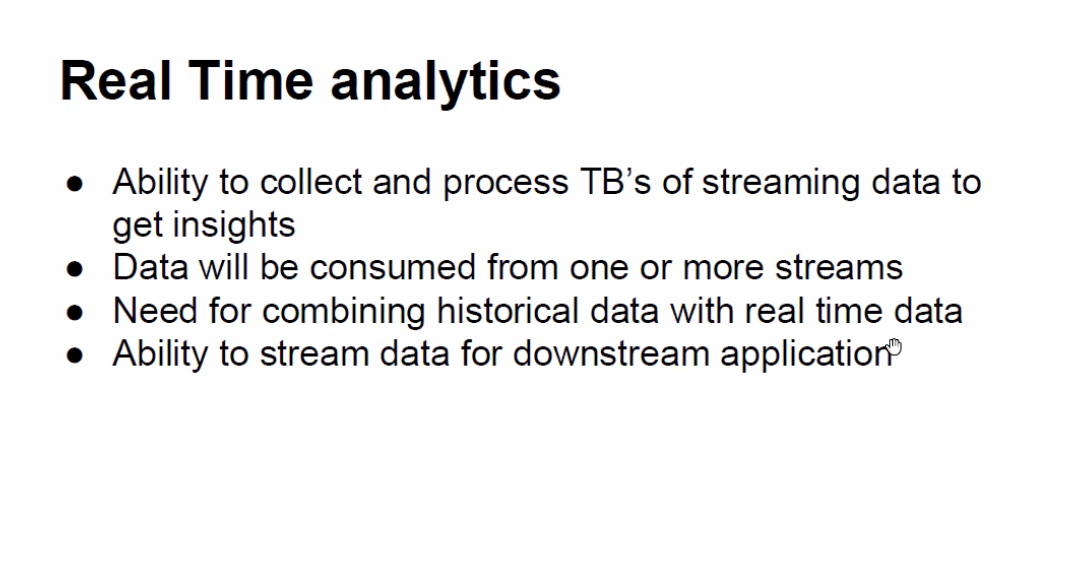 Real Time analytics
● Ability to collect and process TB’s of streaming data to
get insights
● Data will be consumed from one or more streams
● Need for combining historical data with real time data
● Ability to stream data for downstream application